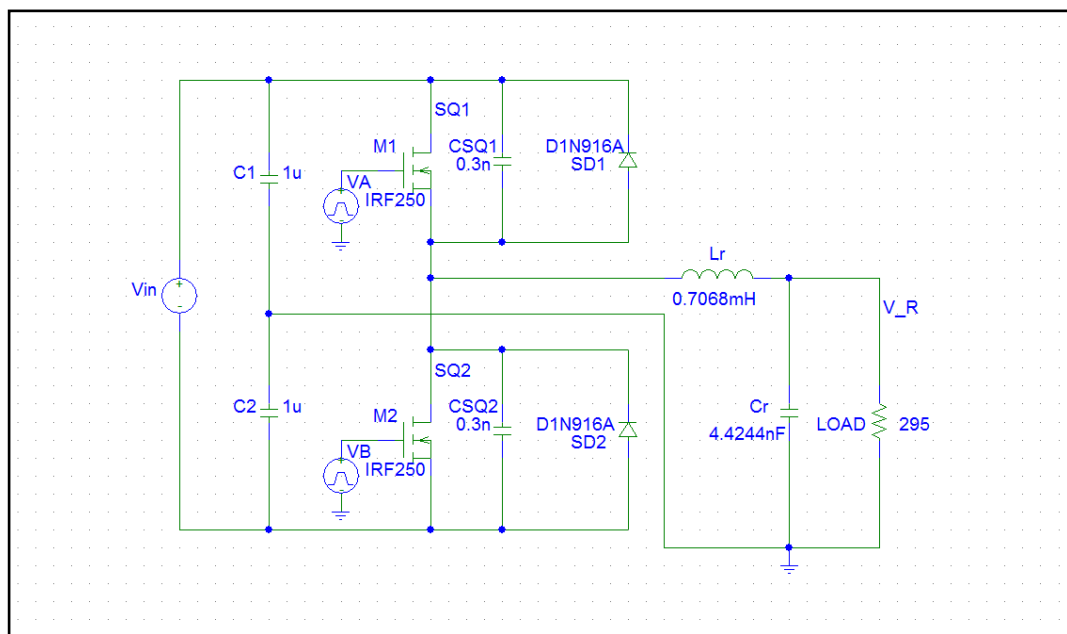 SQ1
M1
CSQ1
0.3n
D1N916A
SD1
C1 1u
VA
IRF250
Lr
0.7068mH
Vin
V_R
SQ2
C2 1u
M2
CSQ2
0.3n
D1N916A
SD2
Cr
4.4244nF
LOAD 295
VB
IRF250